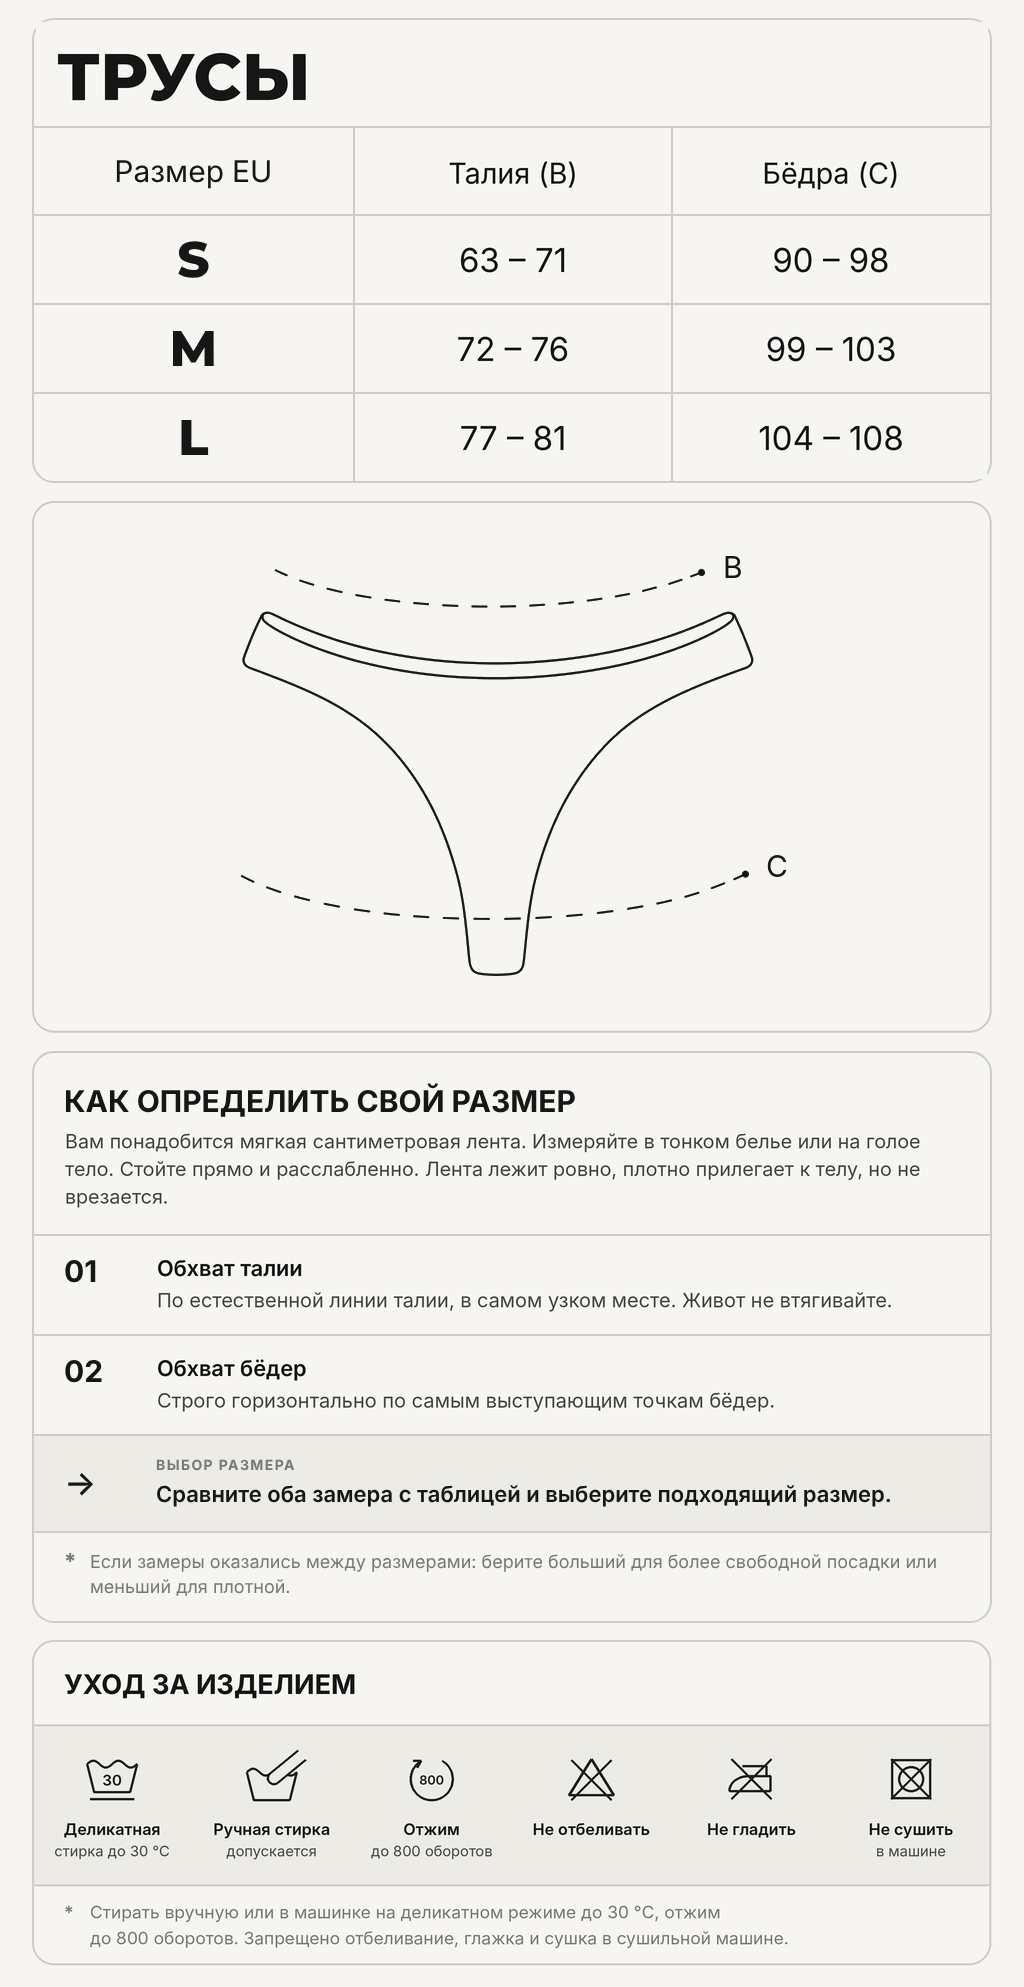 ТРУСЫ
Размер EU Талия (B) Бёдра (C)
S 63 – 71 90 – 98
M 72 – 76 99 – 103
L 77 – 81 104 – 108
B
C
КАК ОПРЕДЕЛИТЬ СВОЙ РАЗМЕР
Вам понадобится мягкая сантиметровая лента. Измеряйте в тонком белье или на голое
тело. Стойте прямо и расслабленно. Лента лежит ровно, плотно прилегает к телу, но не
врезается.
01 Обхват талии
По естественной линии талии, в самом узком месте. Живот не втягивайте.
02 Обхват бёдер
Строго горизонтально по самым выступающим точкам бёдер.
ВЫБОР РАЗМЕРА
→ Сравните оба замера с таблицей и выберите подходящий размер.
* Если замеры оказались между размерами: берите больший для более свободной посадки или
меньший для плотной.
УХОД ЗА ИЗДЕЛИЕМ
30 800
Деликатная Ручная стирка Отжим Не отбеливать Не гладить Не сушить
стирка до 30 °C допускается до 800 оборотов в машине
* Стирать вручную или в машинке на деликатном режиме до 30 °C, отжим
до 800 оборотов. Запрещено отбеливание, глажка и сушка в сушильной машине.